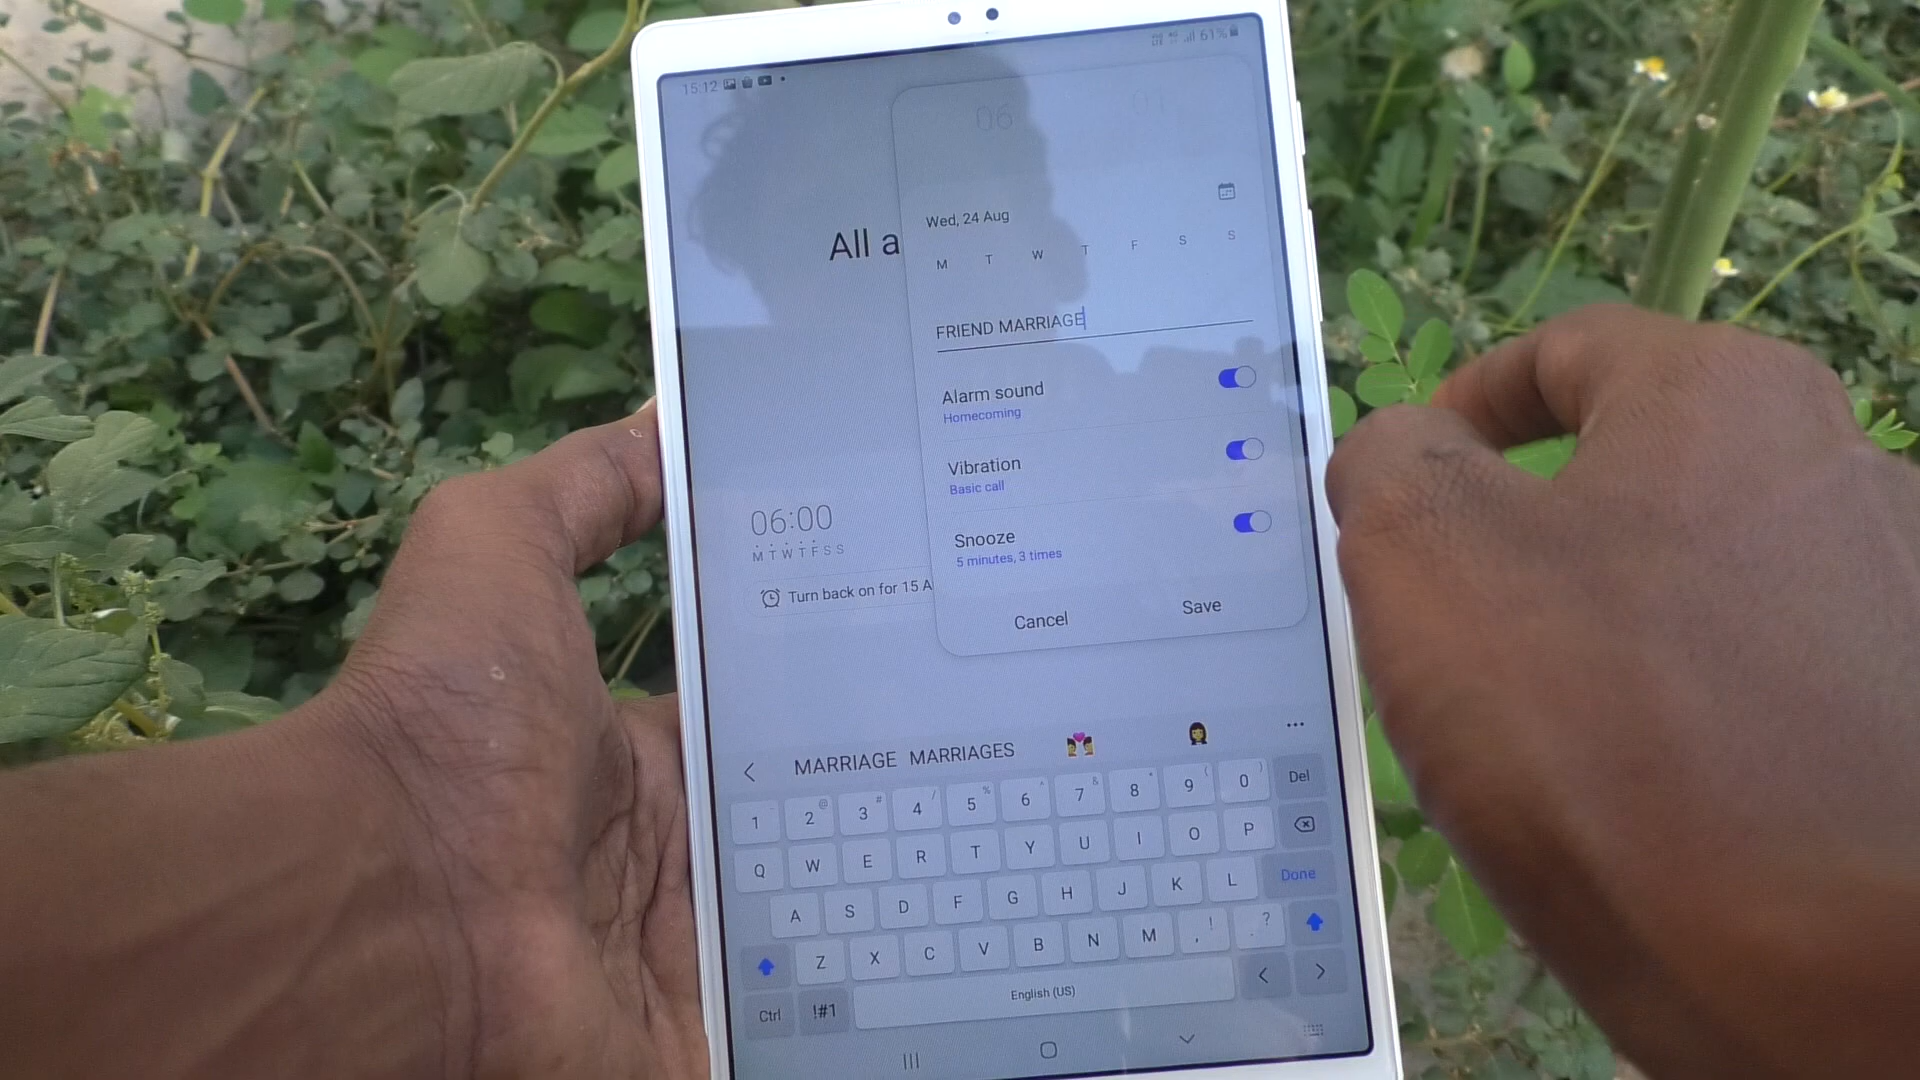 15:12
61%
All a
06 01
Wed, 24 Aug
M T W T F S S
FRIEND MARRIAGE
Alarm sound
Homecoming
Vibration
Basic call
06:00
M T W T F S S
Snooze
5 minutes, 3 times
Turn back on for 15 A
Cancel Save
MARRIAGE MARRIAGES
1 2 @ 3 # 4 / 5 % 6 ^ 7 & 8 * 9 ( 0 ) Del
Q W E R T Y U I O P
A S D F G H J K L Done
Z X C V B N M , ! . ?
Ctrl !#1 English (US) < >